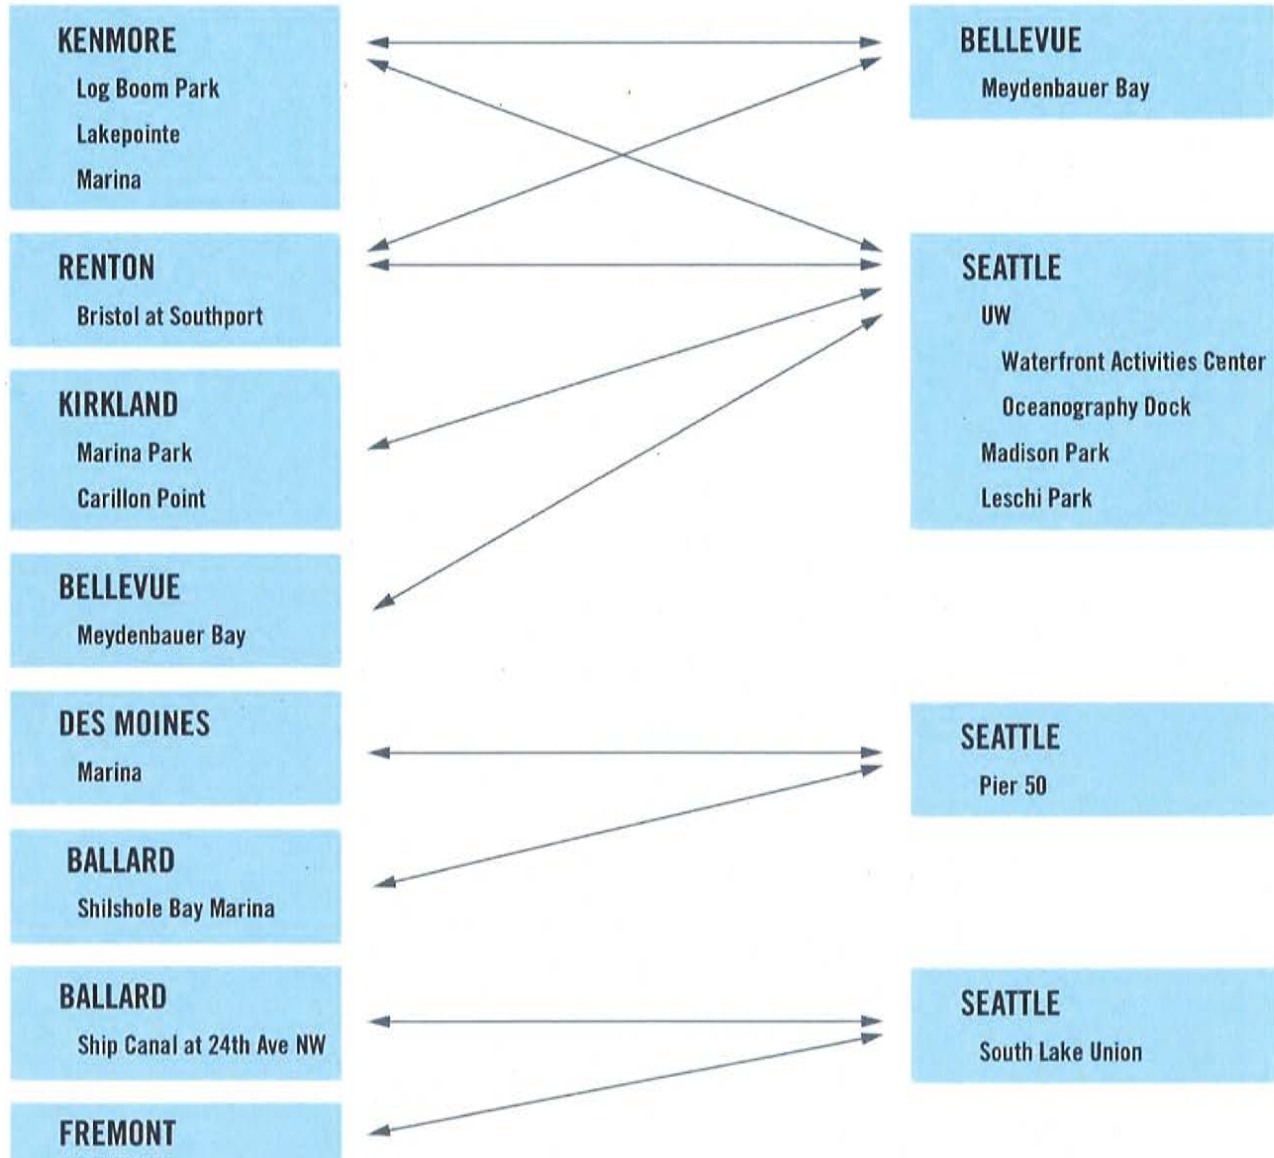 KENMORE
Log Boom Park
Lakepointe
Marina
RENTON
Bristol at Southport
KIRKLAND
Marina Park
Carillon Point
BELLEVUE
Meydenbauer Bay
DES MOINES
Marina
BALLARD
Shilshole Bay Marina
BALLARD
Ship Canal at 24th Ave NW
FREMONT
BELLEVUE
Meydenbauer Bay
SEATTLE
UW
Waterfront Activities Center
Oceanography Dock
Madison Park
Leschi Park
SEATTLE
Pier 50
SEATTLE
South Lake Union